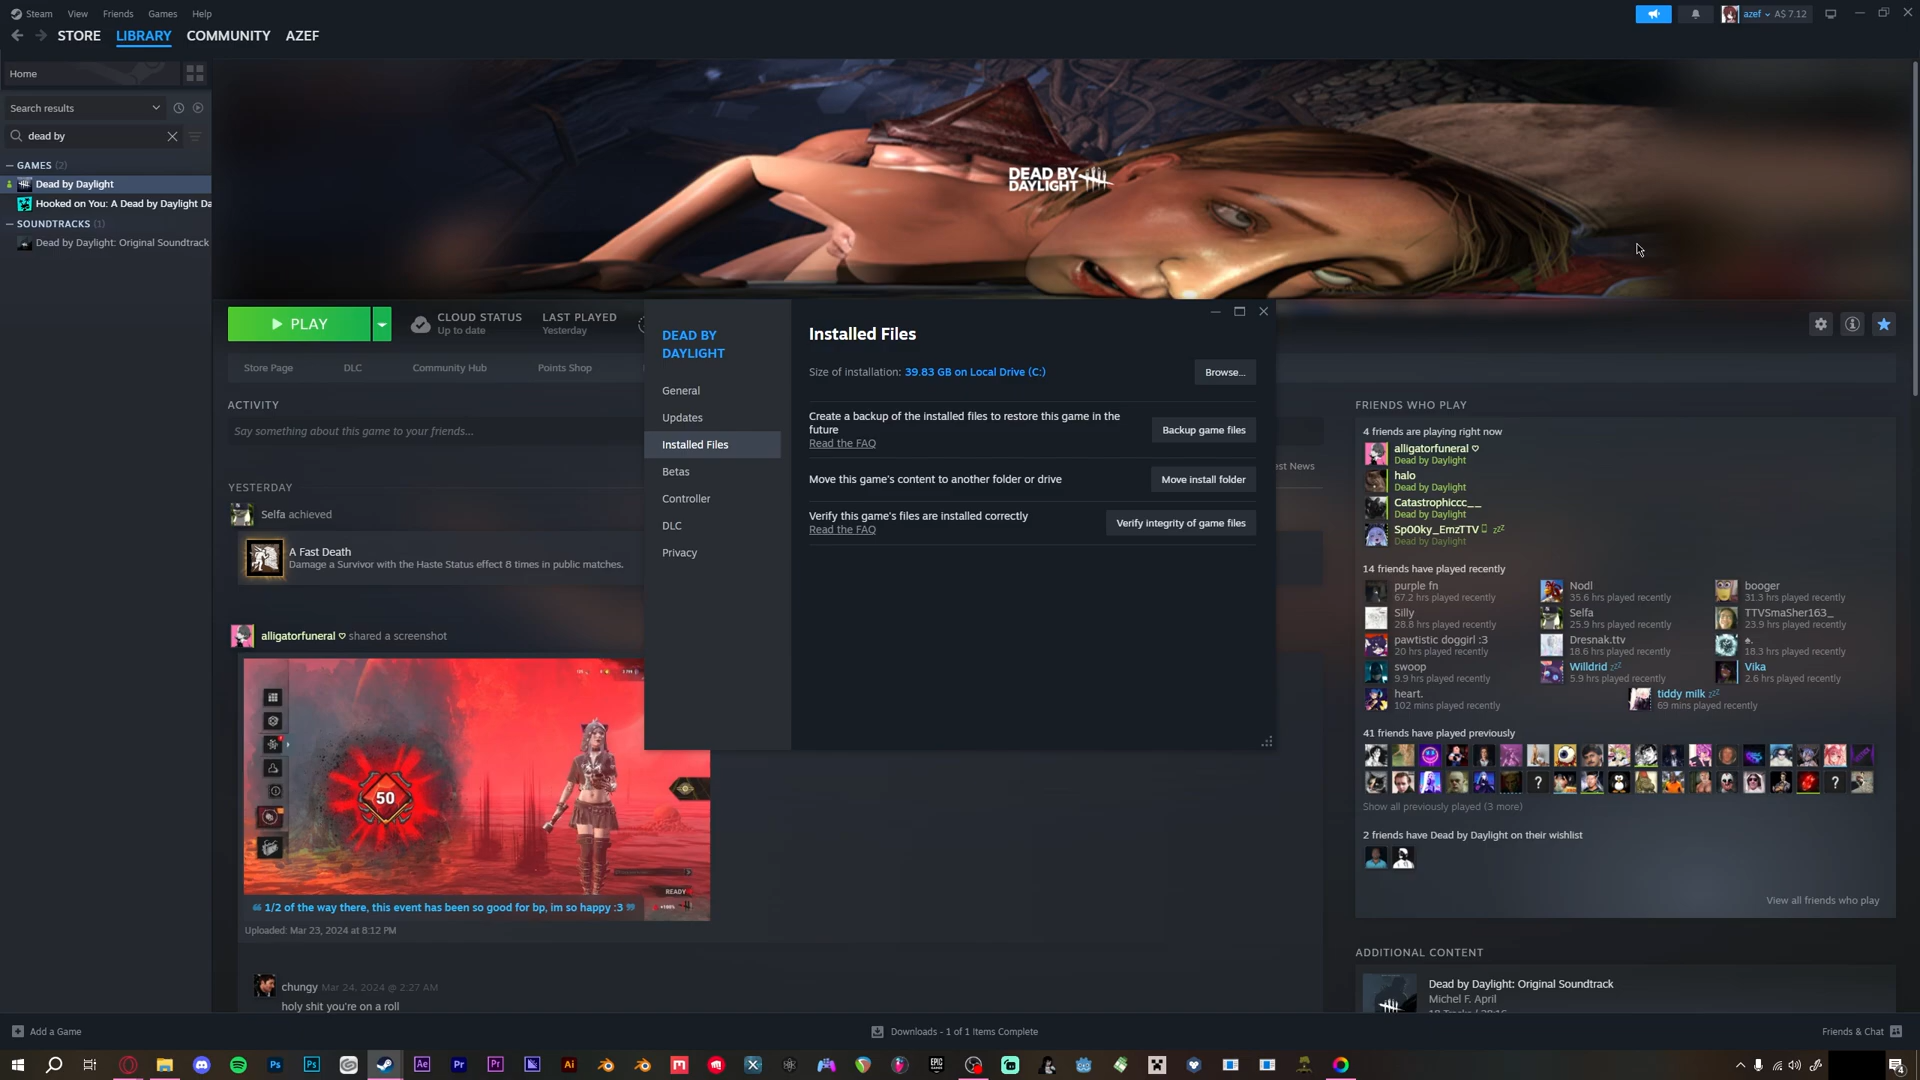 Steam View Friends Games Help
azef A$ 7.12
STORE LIBRARY COMMUNITY AZEF
Home
Search results
dead by
— GAMES (2)
Dead by Daylight
Hooked on You: A Dead by Daylight Da
— SOUNDTRACKS (1)
Dead by Daylight: Original Soundtrack
DEAD BY
DAYLIGHT
PLAY
CLOUD STATUS
Up to date
LAST PLAYED
Yesterday
Store Page DLC Community Hub Points Shop
ACTIVITY
Say something about this game to your friends...
est News
YESTERDAY
Selfa achieved
A Fast Death
Damage a Survivor with the Haste Status effect 8 times in public matches.
alligatorfuneral ♡ shared a screenshot
50
READY
+100%
“ 1/2 of the way there, this event has been so good for bp, im so happy :3 ”
Uploaded: Mar 23, 2024 at 8:12 PM
chungy Mar 24, 2024 @ 2:27 AM
holy shit you're on a roll
DEAD BY
DAYLIGHT
General
Updates
Installed Files
Betas
Controller
DLC
Privacy
Installed Files
Size of installation: 39.83 GB on Local Drive (C:)
Browse...
Create a backup of the installed files to restore this game in the
future
Read the FAQ
Backup game files
Move this game's content to another folder or drive
Move install folder
Verify this game's files are installed correctly
Read the FAQ
Verify integrity of game files
FRIENDS WHO PLAY
4 friends are playing right now
alligatorfuneral ♡
Dead by Daylight
halo
Dead by Daylight
Catastrophiccc__
Dead by Daylight
Sp00ky_EmzTTV zZZ
Dead by Daylight
14 friends have played recently
purple fn
67.2 hrs played recently
Nodl
35.6 hrs played recently
booger
31.3 hrs played recently
Silly
28.8 hrs played recently
Selfa
25.9 hrs played recently
TTVSmaSher163_
23.9 hrs played recently
pawtistic doggirl :3
20 hrs played recently
Dresnak.ttv
18.6 hrs played recently
♠.
18.3 hrs played recently
swoop
9.9 hrs played recently
Willdrid zZZ
5.9 hrs played recently
Vika
2.6 hrs played recently
heart.
102 mins played recently
tiddy milk zZZ
69 mins played recently
41 friends have played previously
? ?
Show all previously played (3 more)
2 friends have Dead by Daylight on their wishlist
View all friends who play
ADDITIONAL CONTENT
Dead by Daylight: Original Soundtrack
Michel F. April
Add a Game
Downloads - 1 of 1 Items Complete
Friends & Chat
Ps Ps Ae Pr Pr Ai M X EPIC GAMES 4